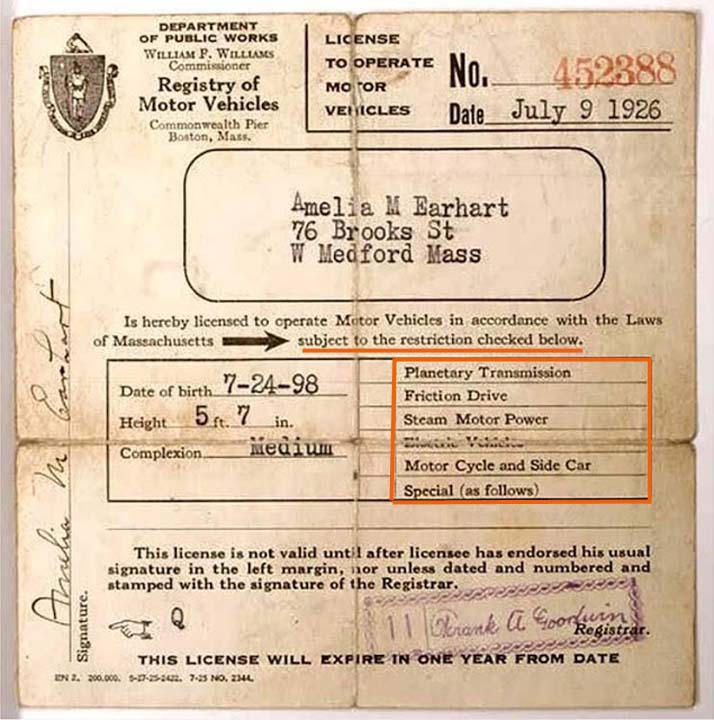 DEPARTMENT
OF PUBLIC WORKS
WILLIAM F. WILLIAMS
Commissioner
Registry of
Motor Vehicles
Commonwealth Pier
Boston, Mass.
LICENSE
TO OPERATE
MOTOR
VEHICLES
No. 452388
Date July 9 1926
Amelia M Earhart
76 Brooks St
W Medford Mass
Is hereby licensed to operate Motor Vehicles in accordance with the Laws
of Massachusetts subject to the restriction checked below.
Date of birth 7-24-98
Height 5 ft. 7 in.
Complexion Medium
Planetary Transmission
Friction Drive
Steam Motor Power
Electric Vehicles
Motor Cycle and Side Car
Special (as follows)
This license is not valid until after licensee has endorsed his usual
signature in the left margin, nor unless dated and numbered and
stamped with the signature of the Registrar.
Q
11 Frank A Goodwin
Registrar.
THIS LICENSE WILL EXPIRE IN ONE YEAR FROM DATE
EN 2. 200,000. 5-27-25-2422. 7-25 NO. 2344.
Signature.
Amelia M Earhart